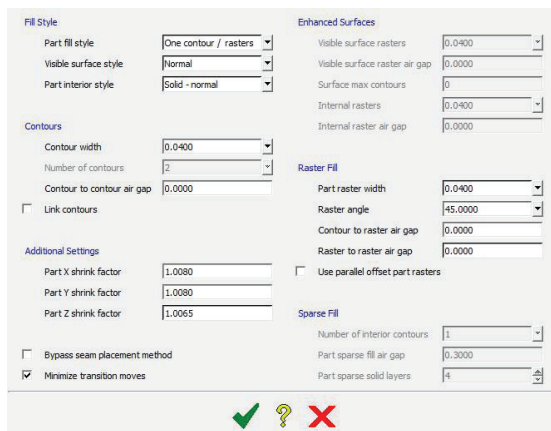 Fill Style
Part fill style One contour / rasters
Visible surface style Normal
Part interior style Solid - normal
Contours
Contour width 0.0400
Number of contours 2
Contour to contour air gap 0.0000
Link contours
Additional Settings
Part X shrink factor 1.0080
Part Y shrink factor 1.0080
Part Z shrink factor 1.0065
Bypass seam placement method
Minimize transition moves
Enhanced Surfaces
Visible surface rasters 0.0400
Visible surface raster air gap 0.0000
Surface max contours 0
Internal rasters 0.0400
Internal raster air gap 0.0000
Raster Fill
Part raster width 0.0400
Raster angle 45.0000
Contour to raster air gap 0.0000
Raster to raster air gap 0.0000
Use parallel offset part rasters
Sparse Fill
Number of interior contours 1
Part sparse fill air gap 0.3000
Part sparse solid layers 4
?